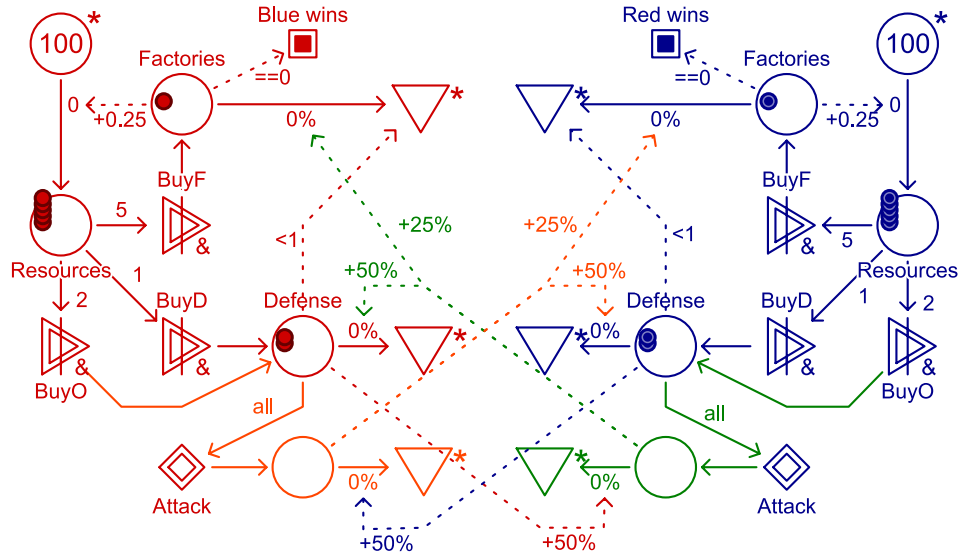 Blue wins
Red wins
*
*
100
100
Factories
Factories
==0
==0
*
*
0
0
+0.25
+0.25
0%
0%
BuyF
BuyF
5
+25%
+25%
5
&
<1
<1
&
Resources
Resources
1
1
2
2
+50%
+50%
BuyD
Defense
Defense
BuyD
0%
0%
*
*
&
&
&
&
BuyO
BuyO
all
all
*
*
0%
0%
Attack
Attack
+50%
+50%